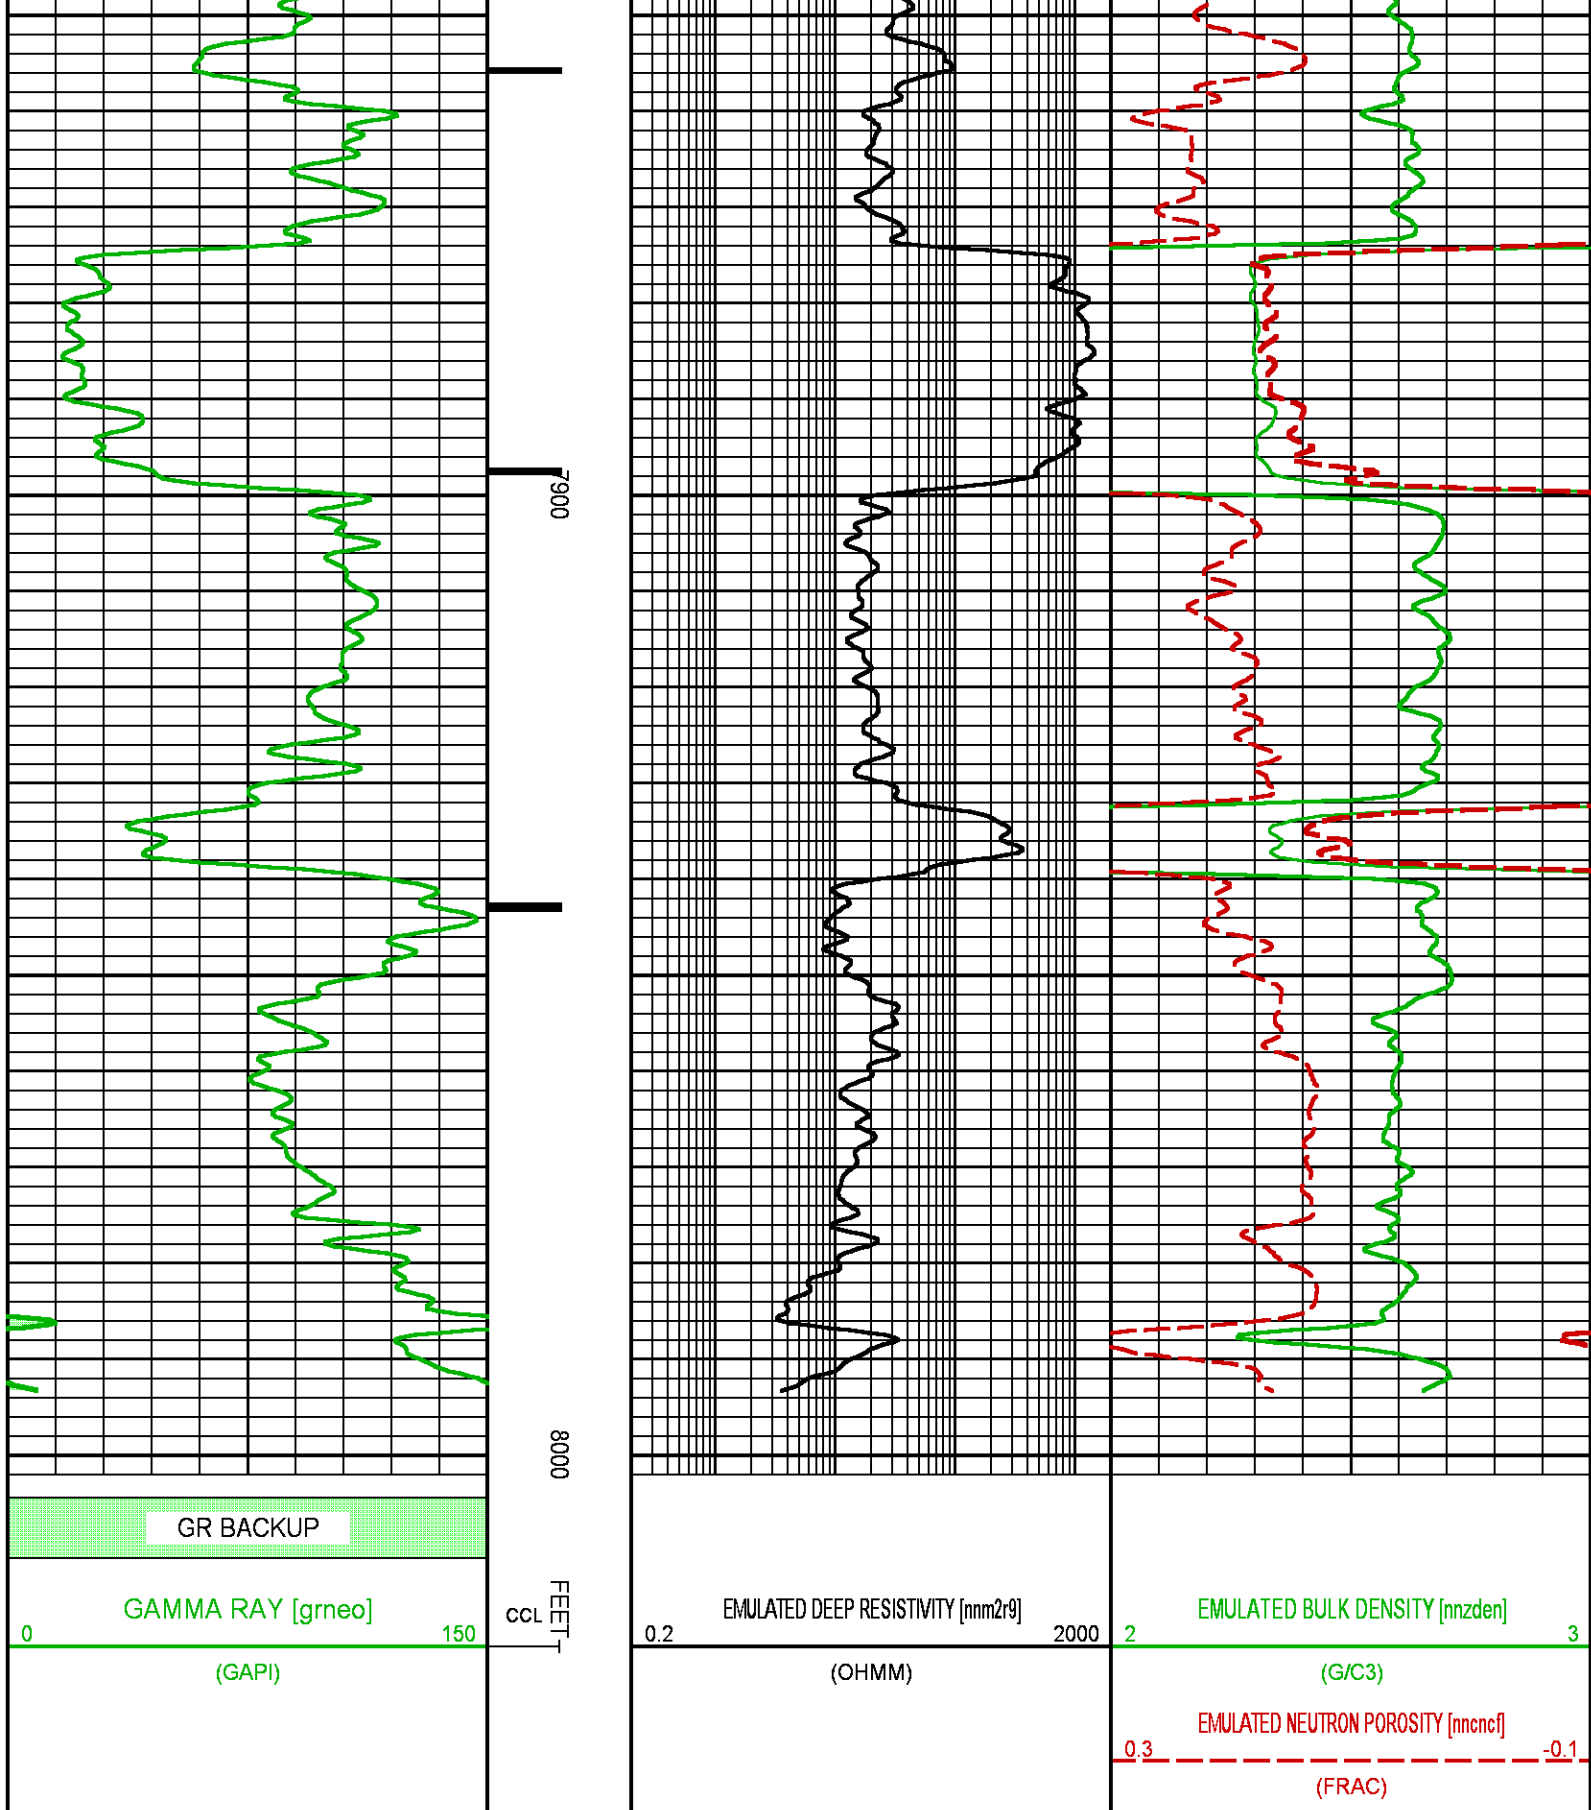 7900
8000
GR BACKUP
GAMMA RAY [grneo]
0 150
(GAPI)
CCL
FEET
EMULATED DEEP RESISTIVITY [nnm2r9]
0.2 2000
(OHMM)
EMULATED BULK DENSITY [nnzden]
2 3
(G/C3)
EMULATED NEUTRON POROSITY [nncncf]
0.3 -0.1
(FRAC)